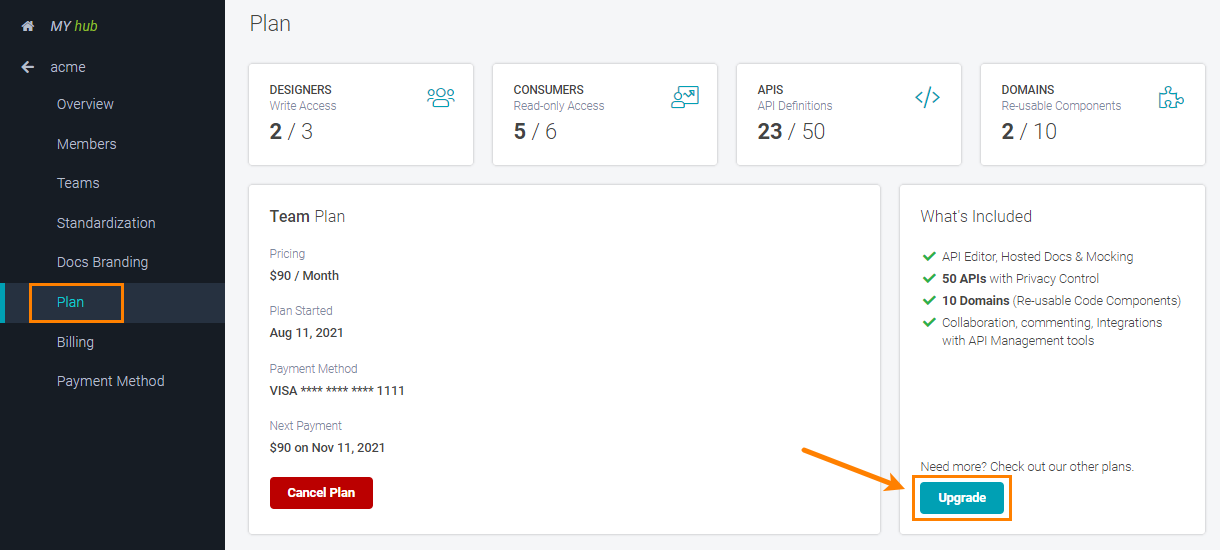 MY hub
acme
Overview
Members
Teams
Standardization
Docs Branding
Plan
Billing
Payment Method
Plan
DESIGNERS
Write Access
2 / 3
CONSUMERS
Read-only Access
5 / 6
APIS
API Definitions
</>
23 / 50
DOMAINS
Re-usable Components
2 / 10
Team Plan
Pricing
$90 / Month
Plan Started
Aug 11, 2021
Payment Method
VISA **** **** **** 1111
Next Payment
$90 on Nov 11, 2021
Cancel Plan
What's Included
API Editor, Hosted Docs & Mocking
50 APIs with Privacy Control
10 Domains (Re-usable Code Components)
Collaboration, commenting, Integrations
with API Management tools
Need more? Check out our other plans.
Upgrade